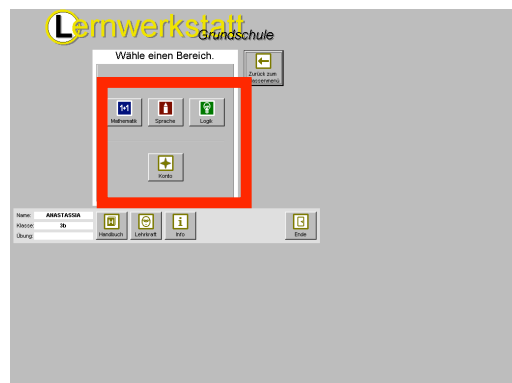 Lernwerkstatt
Grundschule
Wähle einen Bereich.
Zurück zum
1+1
Mathematik
Sprache
Logik
Konto
Name: ANASTASSIA
Klasse: 3b
Übung:
Handbuch
Lehrkraft
i
Info
Ende